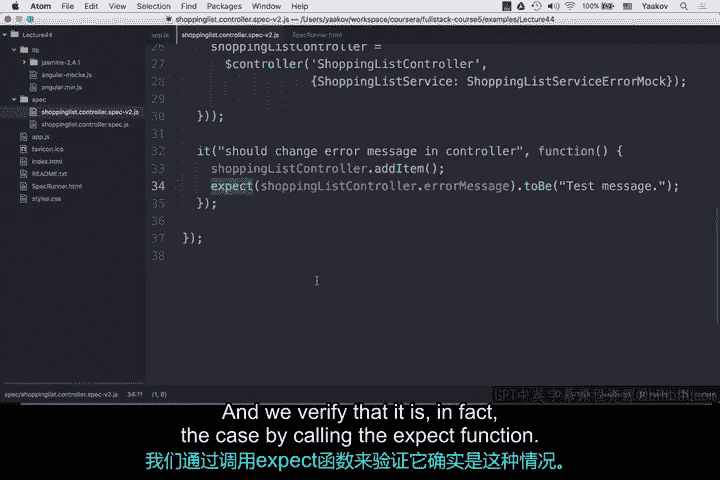 Atom File Edit View Selection Find Packages Window Help 100% Yaakov
shoppinglist.controller.spec-v2.js — /Users/yaakov/workspace/coursera/fullstack-course5/examples/Lecture44
Lecture44
lib
jasmine-2.4.1
angular-mocks.js
angular.min.js
spec
shoppinglist.controller.spec-v2.js
shoppinglist.controller.spec.js
app.js
favicon.ico
index.html
README.txt
SpecRunner.html
styles.css
app.js shoppinglist.controller.spec-v2.js SpecRunner.html
26 shoppingListController =
27 $controller('ShoppingListController',
28 {ShoppingListService: ShoppingListServiceErrorMock});
29
30 }));
31
32 it("should change error message in controller", function() {
33 shoppingListController.addItem();
34 expect(shoppingListController.errorMessage).toBe("Test message.");
35 });
36
37 });
38
spec/shoppinglist.controller.spec-v2.js 34:11 (1, 6)
And we verify that it is, in fact,
the case by calling the expect function.
我们通过调用expect函数来验证它确实是这种情况。